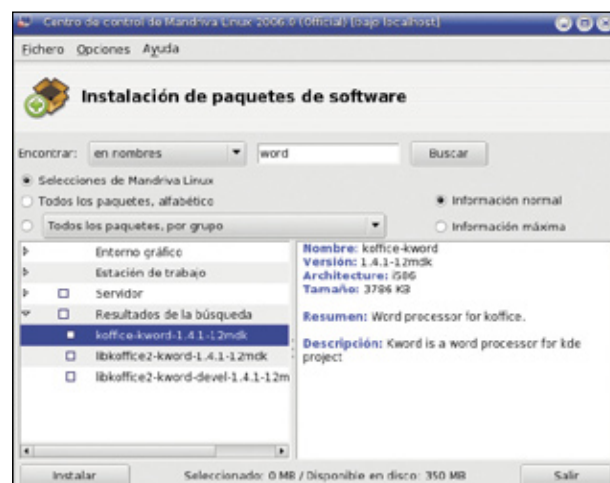 Centro de control de Mandriva Linux 2006.0 (Official) [bajo localhost]
Fichero Opciones Ayuda
Instalación de paquetes de software
Encontrar: en nombres word Buscar
Selecciones de Mandriva Linux
Todos los paquetes, alfabético
Información normal
Todos los paquetes, por grupo
Información máxima
Entorno gráfico
Estación de trabajo
Servidor
Resultados de la búsqueda
koffice-kword-1.4.1-12mdk
libkoffice2-kword-1.4.1-12mdk
libkoffice2-kword-devel-1.4.1-12m
Nombre: koffice-kword
Versión: 1.4.1-12mdk
Architecture: i586
Tamaño: 3786 KB
Resumen: Word processor for koffice.
Descripción: Kword is a word processor for kde
project
Instalar Seleccionado: 0 MB / Disponible en disco: 350 MB Salir